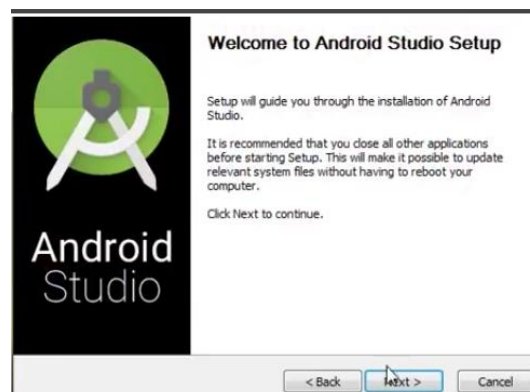 Welcome to Android Studio Setup
Setup will guide you through the installation of Android
Studio.
It is recommended that you close all other applications
before starting Setup. This will make it possible to update
relevant system files without having to reboot your
computer.
Click Next to continue.
Android
Studio
< Back
Next >
Cancel